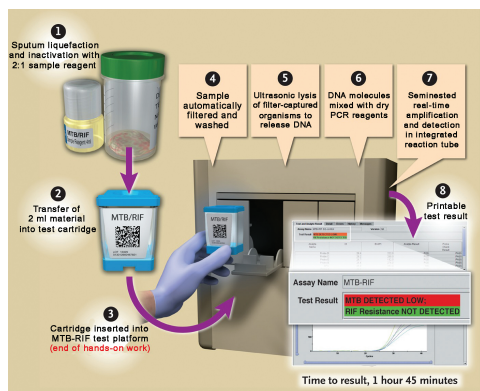 1
Sputum liquefaction
and inactivation with
2:1 sample reagent
MTB/RIF
2
Transfer of
2 ml material
into test cartridge
MTB/RIF
3
Cartridge inserted into
MTB-RIF test platform
(end of hands-on work)
4
Sample
automatically
filtered and
washed
5
Ultrasonic lysis
of filter-captured
organisms to
release DNA
6
DNA molecules
mixed with dry
PCR reagents
7
Seminested
real-time
amplification
and detection
in integrated
reaction tube
8
Printable
test result
MTB/RIF
Assay Name MTB-RIF
Test Result MTB DETECTED LOW;
RIF Resistance NOT DETECTED
Time to result, 1 hour 45 minutes